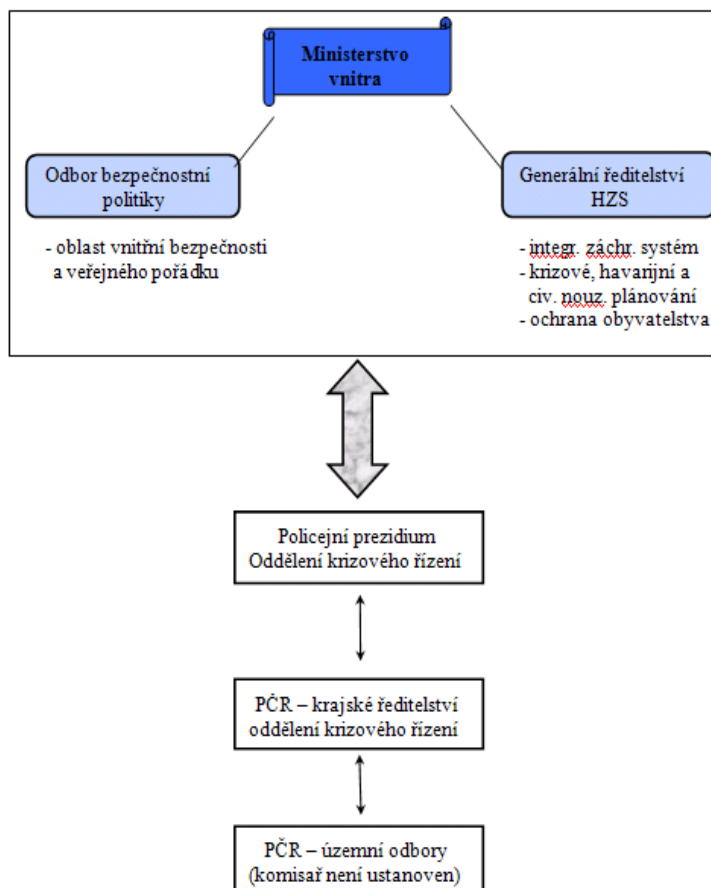 Ministerstvo
vnitra
Odbor bezpečnostní
politiky
- oblast vnitřní bezpečnosti
a veřejného pořádku
Generální ředitelství
HZS
- integr. záchr. systém
- krizové, havarijní a
civ. nouz. plánování
- ochrana obyvatelstva
Policejní prezidium
Oddělení krizového řízení
PČR – krajské ředitelství
oddělení krizového řízení
PČR – územní odbory
(komisař není ustanoven)